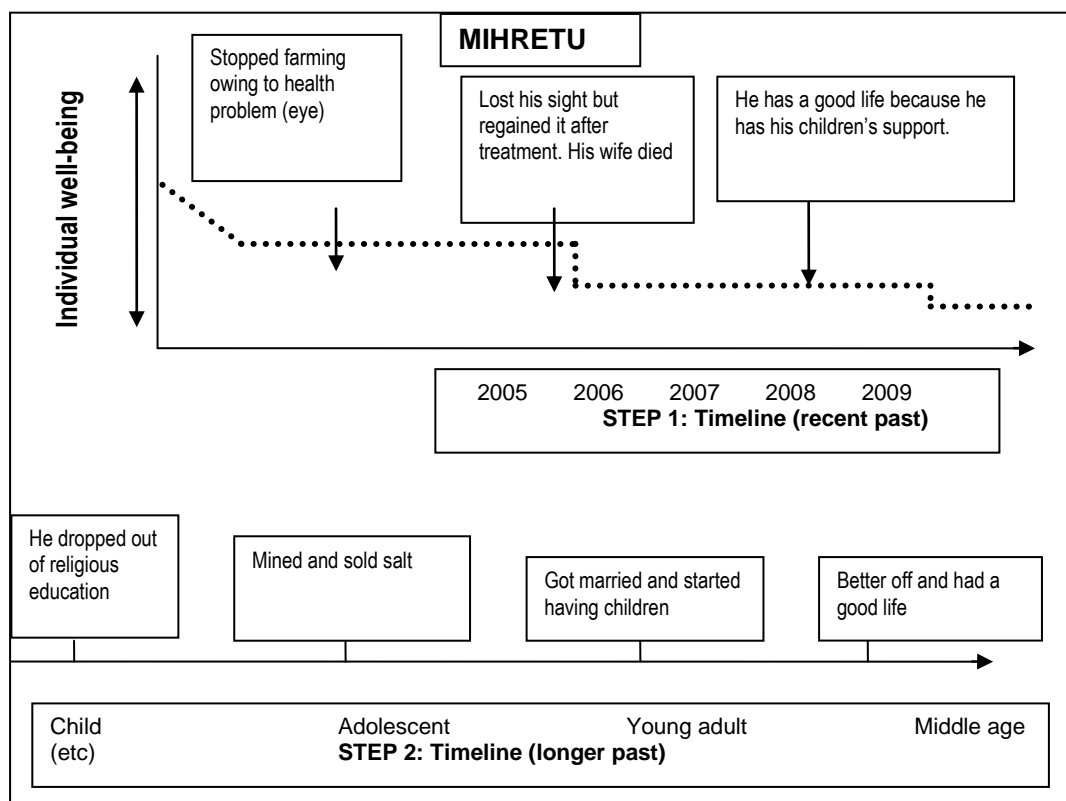 MIHRETU
Stopped farming
owing to health
problem (eye)
Lost his sight but
regained it after
treatment. His wife died
He has a good life because he
has his children's support.
Individual well-being
2005 2006 2007 2008 2009
STEP 1: Timeline (recent past)
He dropped out
of religious
education
Mined and sold salt
Got married and started
having children
Better off and had a
good life
Child Adolescent Young adult Middle age
(etc) STEP 2: Timeline (longer past)